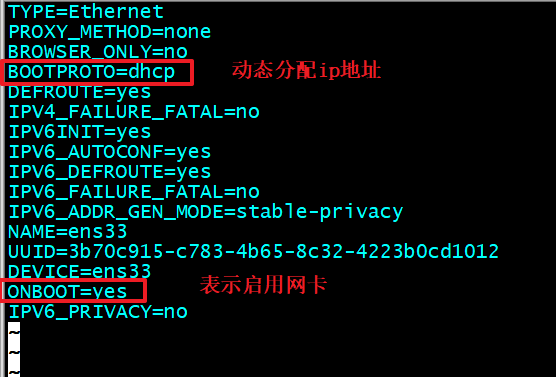 TYPE=Ethernet
PROXY_METHOD=none
BROWSER_ONLY=no
BOOTPROTO=dhcp 动态分配ip地址
DEFROUTE=yes
IPV4_FAILURE_FATAL=no
IPV6INIT=yes
IPV6_AUTOCONF=yes
IPV6_DEFROUTE=yes
IPV6_FAILURE_FATAL=no
IPV6_ADDR_GEN_MODE=stable-privacy
NAME=ens33
UUID=3b70c915-c783-4b65-8c32-4223b0cd1012
DEVICE=ens33
ONBOOT=yes 表示启用网卡
IPV6_PRIVACY=no
~
~
~